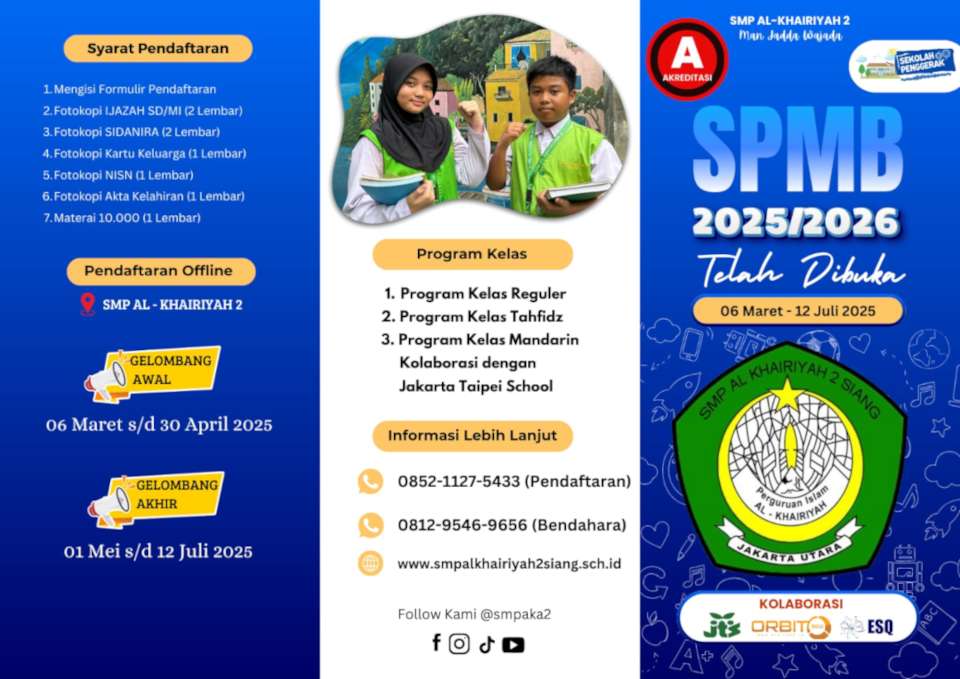 Syarat Pendaftaran
1. Mengisi Formulir Pendaftaran
2. Fotokopi IJAZAH SD/MI (2 Lembar)
3. Fotokopi SIDANIRA (2 Lembar)
4. Fotokopi Kartu Keluarga (1 Lembar)
5. Fotokopi NISN (1 Lembar)
6. Fotokopi Akta Kelahiran (1 Lembar)
7. Materai 10.000 (1 Lembar)
Pendaftaran Offline
SMP AL - KHAIRIYAH 2
GELOMBANG
AWAL
06 Maret s/d 30 April 2025
GELOMBANG
AKHIR
01 Mei s/d 12 Juli 2025
Program Kelas
1. Program Kelas Reguler
2. Program Kelas Tahfidz
3. Program Kelas Mandarin
Kolaborasi dengan
Jakarta Taipei School
Informasi Lebih Lanjut
0852-1127-5433 (Pendaftaran)
0812-9546-9656 (Bendahara)
www.smpalkhairiyah2siang.sch.id
Follow Kami @smpaka2
A
AKREDITASI
SMP AL-KHAIRIYAH 2
Man Jadda Wajada
SEKOLAH
PENGGERAK
SPMB
2025/2026
Telah Dibuka
06 Maret - 12 Juli 2025
SMP AL KHAIRIYAH 2 SIANG
Perguruan Islam
AL - KHAIRIYAH
JAKARTA UTARA
KOLABORASI
jts
ORBIT
ESQ